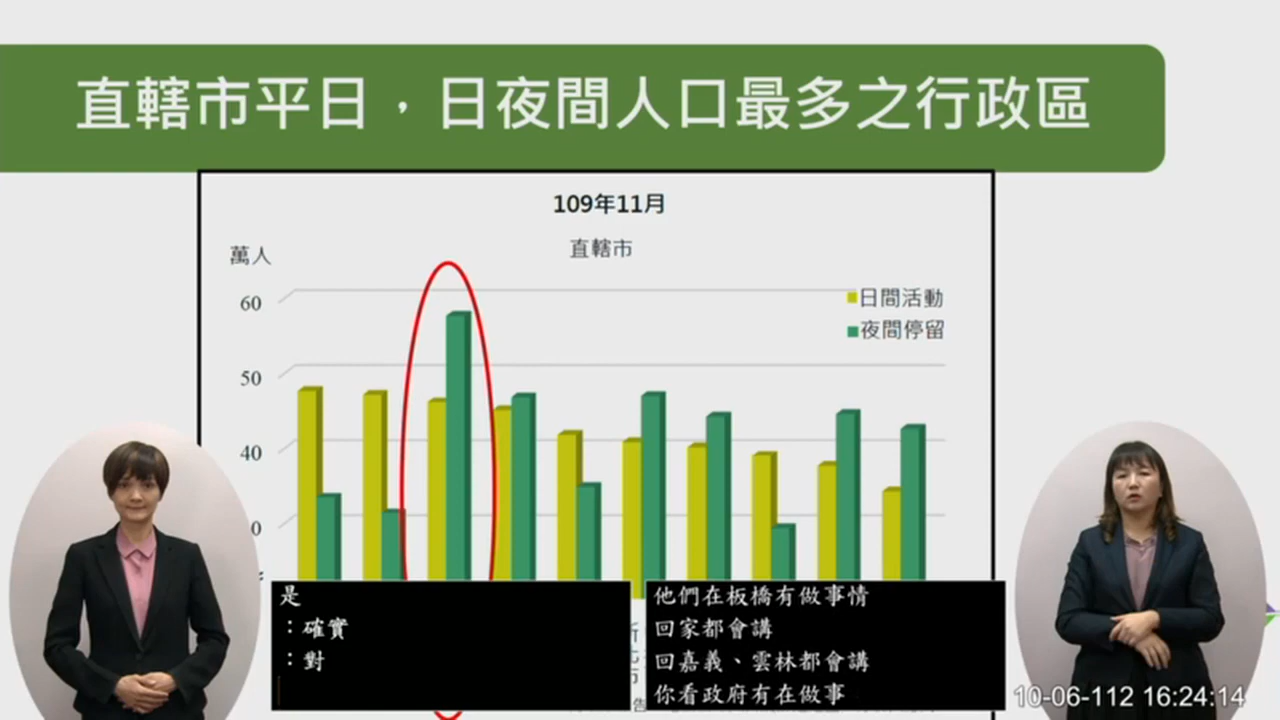 直轄市平日，日夜間人口最多之行政區
109年11月
直轄市
萬人
日間活動
夜間停留
60
50
40
0
是
：確實
：對
他們在板橋有做事情
回家都會講
回嘉義、雲林都會講
你看政府有在做事
10-06-112 16:24:14